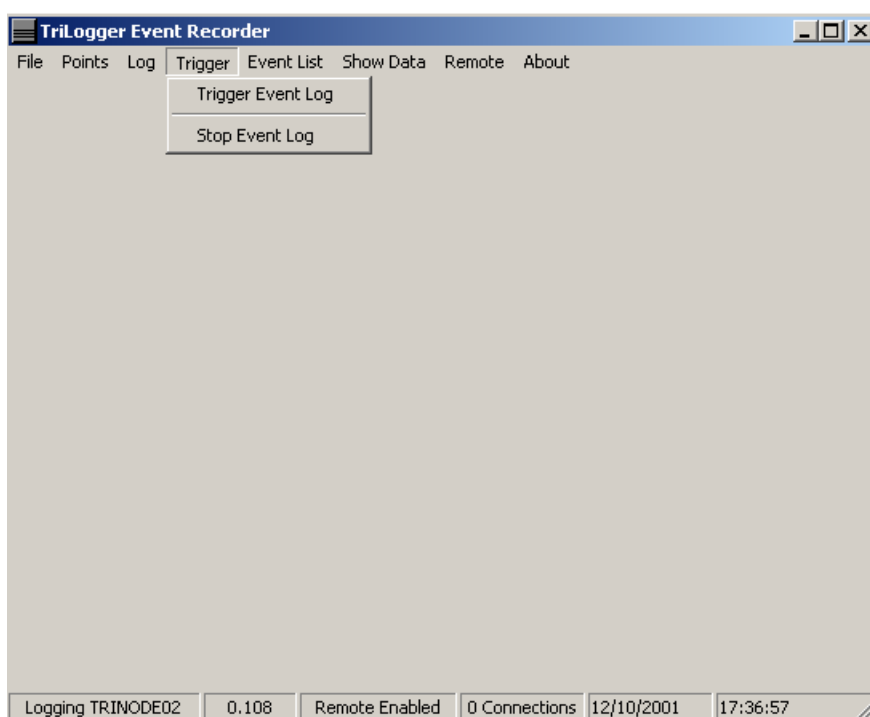 TriLogger Event Recorder
File Points Log Trigger Event List Show Data Remote About
Trigger Event Log
Stop Event Log
Logging TRINODE02 0.108 Remote Enabled 0 Connections 12/10/2001 17:36:57